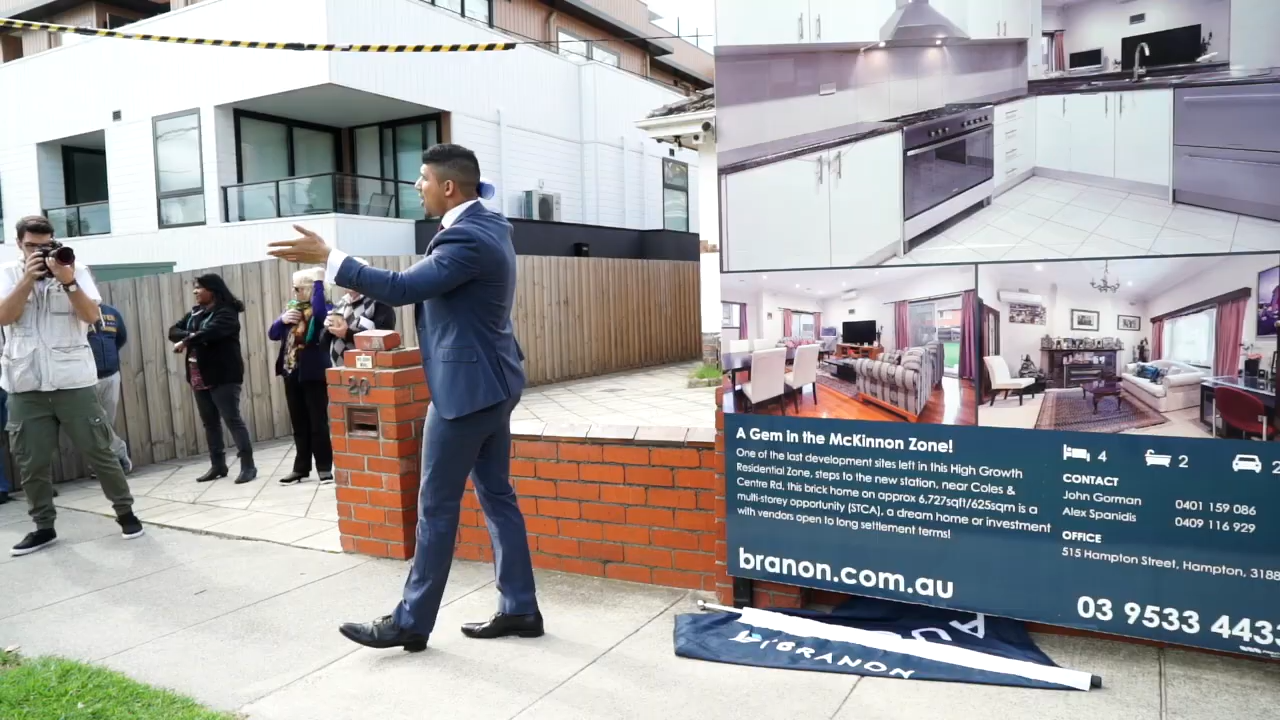 A Gem in the McKinnon Zone!
One of the last development sites left in this High Growth
Residential Zone, steps to the new station, near Coles &
Centre Rd, this brick home on approx 6,727sqft/625sqm is a
multi-storey opportunity (STCA), a dream home or investment
with vendors open to long settlement terms!
branon.com.au
4
2
2
CONTACT
John Gorman 0401 159 086
Alex Spanidis 0409 116 929
OFFICE
515 Hampton Street, Hampton, 3188
03 9533 443
20
BRANON